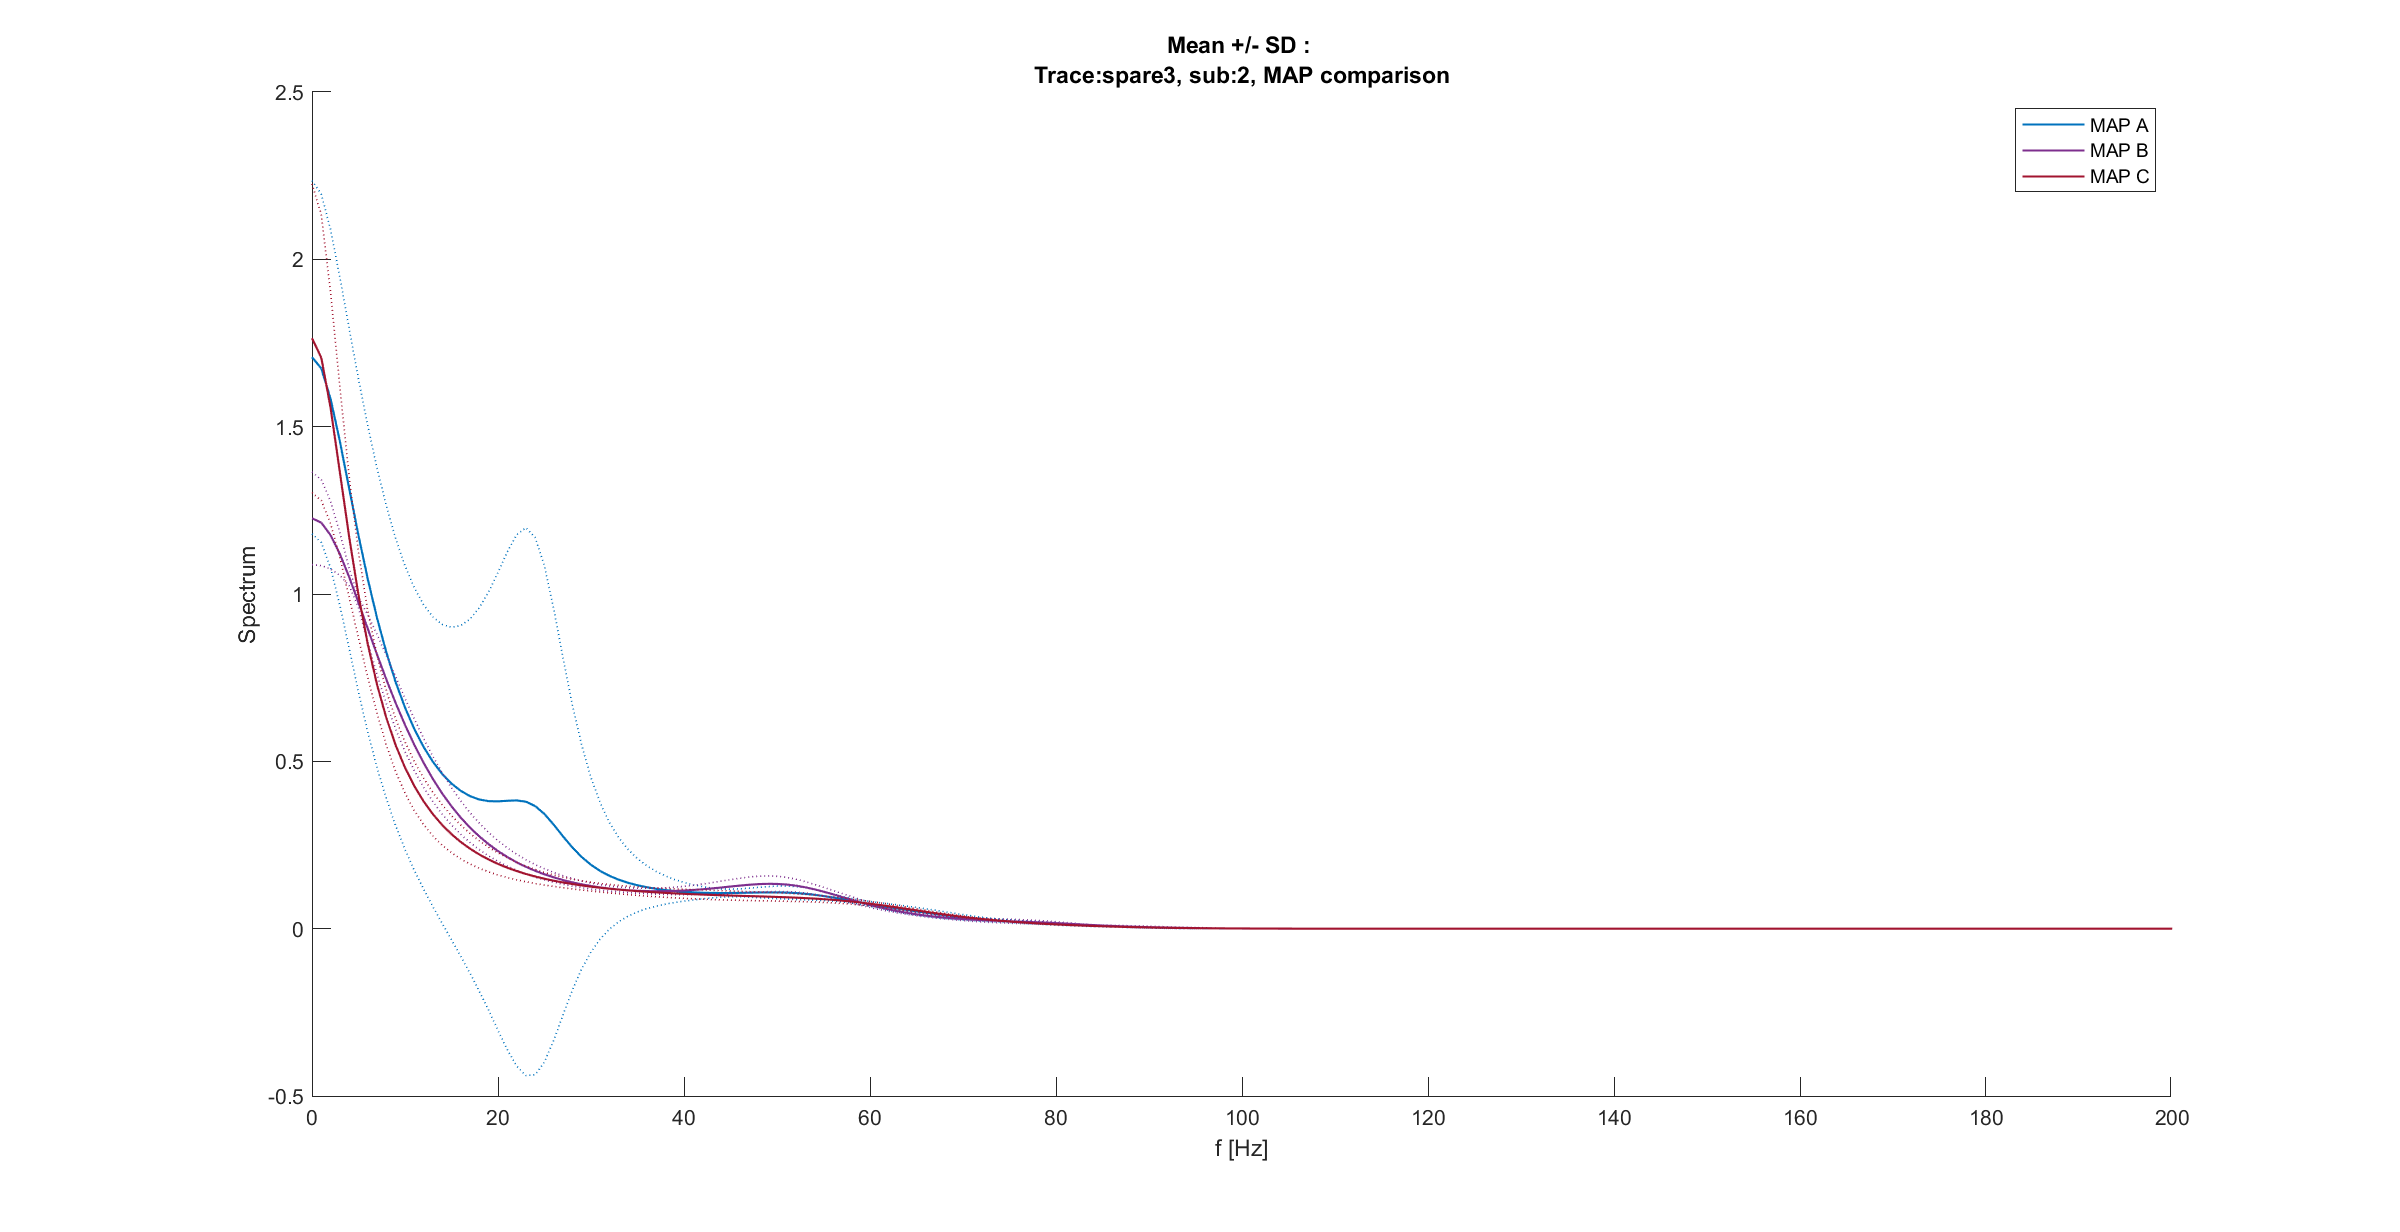 Mean +/- SD :
Trace:spare3, sub:2, MAP comparison
2.5
2
1.5
1
0.5
0
-0.5
Spectrum
MAP A
MAP B
MAP C
0 20 40 60 80 100 120 140 160 180 200
f [Hz]